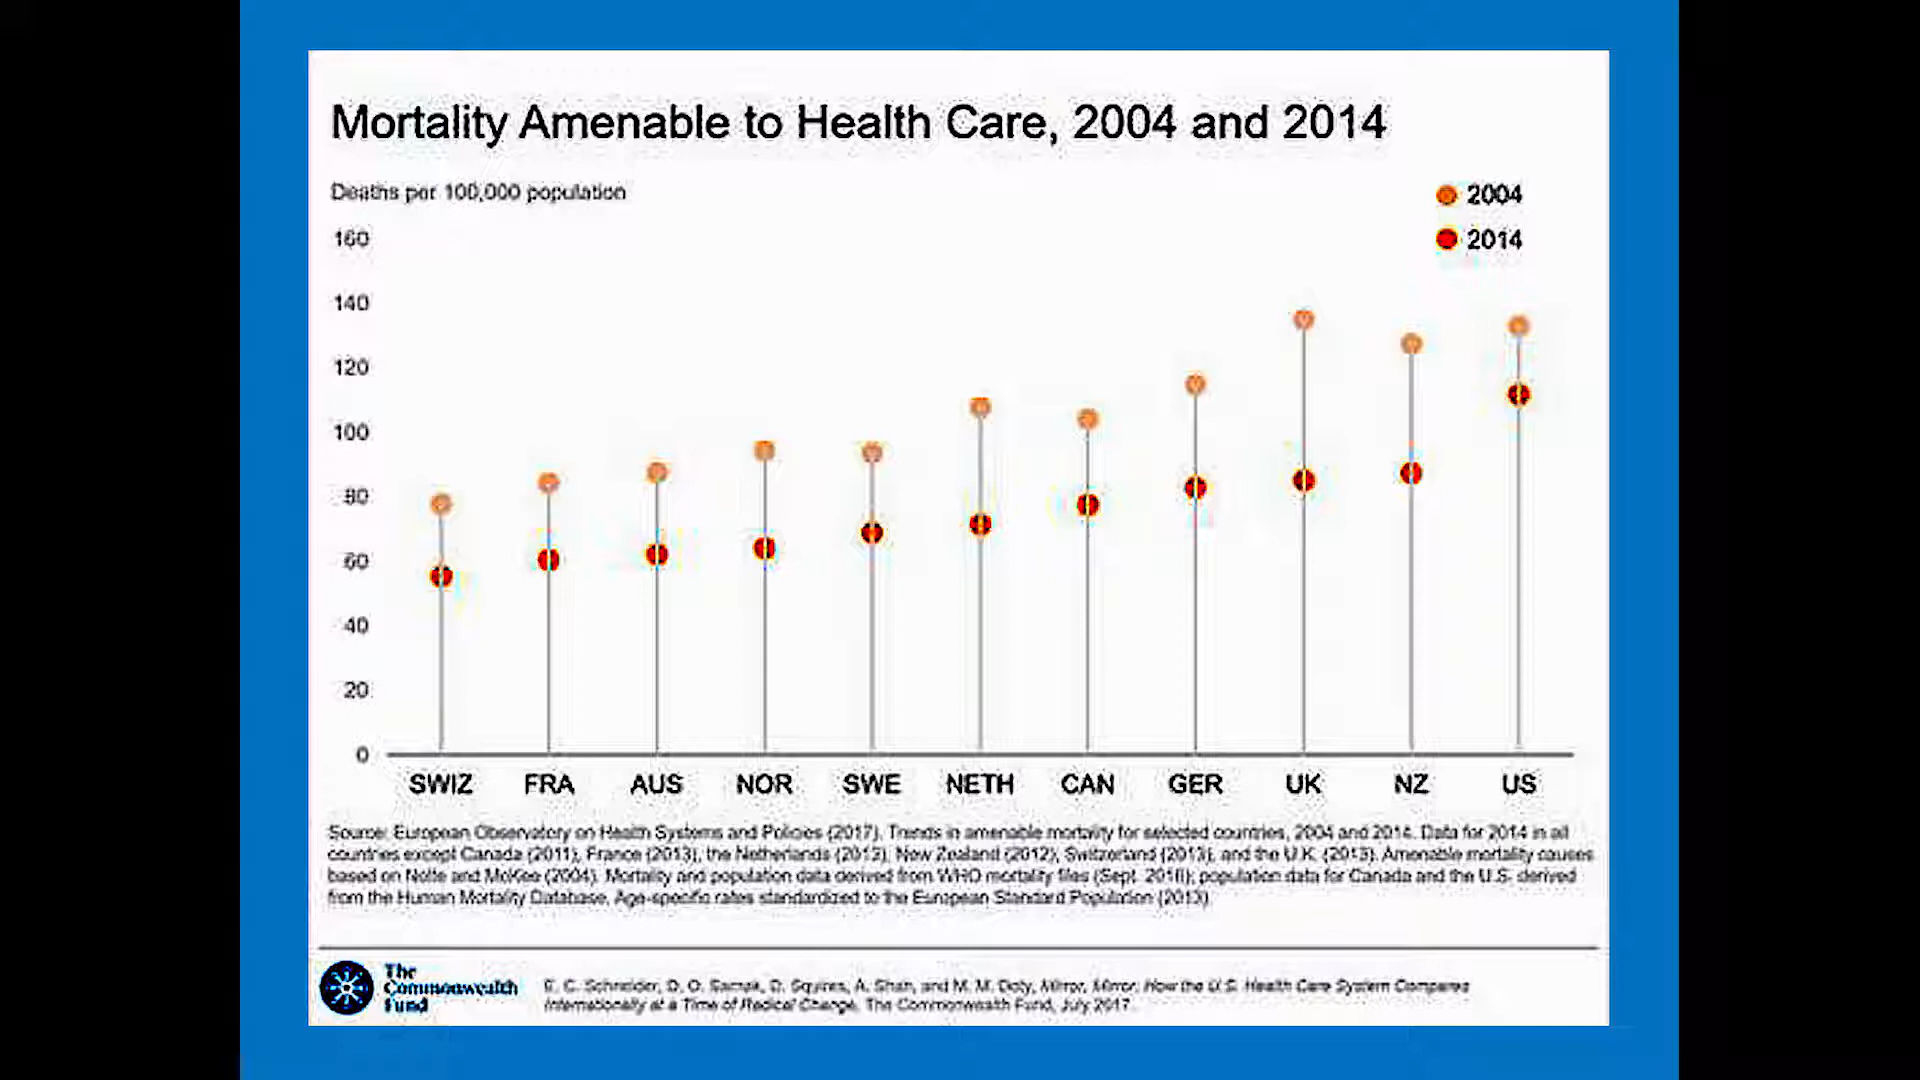 Mortality Amenable to Health Care, 2004 and 2014
Deaths per 100,000 population
2004
2014
160
140
120
100
80
60
40
20
0
SWIZ FRA AUS NOR SWE NETH CAN GER UK NZ US
Source: European Observatory on Health Systems and Policies (2017). Trends in amenable mortality for selected countries, 2004 and 2014. Data for 2014 in all
countries except Canada (2011), France (2013), the Netherlands (2013), New Zealand (2012), Switzerland (2013), and the U.K. (2013). Amenable mortality causes
based on Nolte and McKee (2004). Mortality and population data derived from WHO mortality files (Sept. 2016); population data for Canada and the U.S. derived
from the Human Mortality Database. Age-specific rates standardized to the European Standard Population (2013).
The
Commonwealth
Fund
E. C. Schneider, D. O. Sarnak, D. Squires, A. Shah, and M. M. Doty, Mirror, Mirror: How the U.S. Health Care System Compares
Internationally at a Time of Radical Change, The Commonwealth Fund, July 2017.